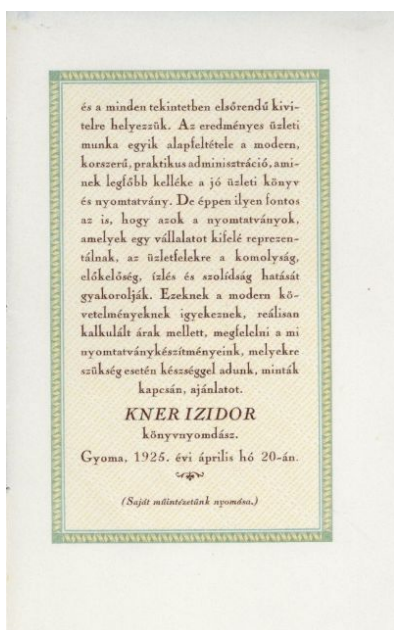 és a minden tekintetben elsőrendű kivi-
telre helyezzük. Az eredményes üzleti
munka egyik alapfeltétele a modern,
korszerű, praktikus adminisztráció, ami-
nek legfőbb kelléke a jó üzleti könyv
és nyomtatvány. De éppen ilyen fontos
az is, hogy azok a nyomtatványok,
amelyek egy vállalatot kifelé reprezen-
tálnak, az üzletfelekre a komolyság,
előkelőség, ízlés és szolídság hatását
gyakorolják. Ezeknek a modern kö-
vetelményeknek igyekeznek, reálisan
kalkulált árak mellett, megfelelni a mi
nyomtatványkészítményeink, melyekre
szükség esetén készséggel adunk, minták
kapcsán, ajánlatot.
KNER IZIDOR
könyvnyomdász.
Gyoma, 1925. évi április hó 20-án.
(Saját műintézetünk nyomása.)